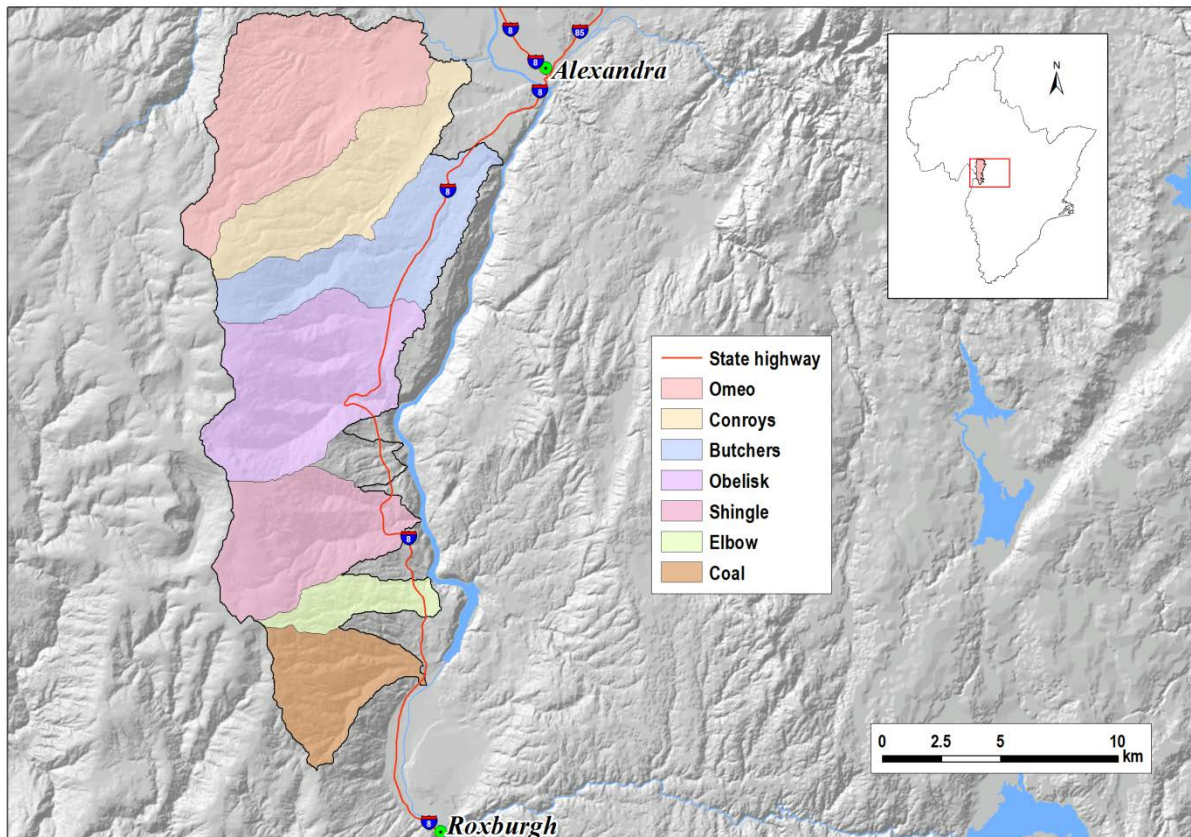 8
85
8
Alexandra
8
N
8
State highway
Omeo
Conroys
Butchers
Obelisk
Shingle
Elbow
Coal
8
0 2.5 5 10
km
8
Roxburgh